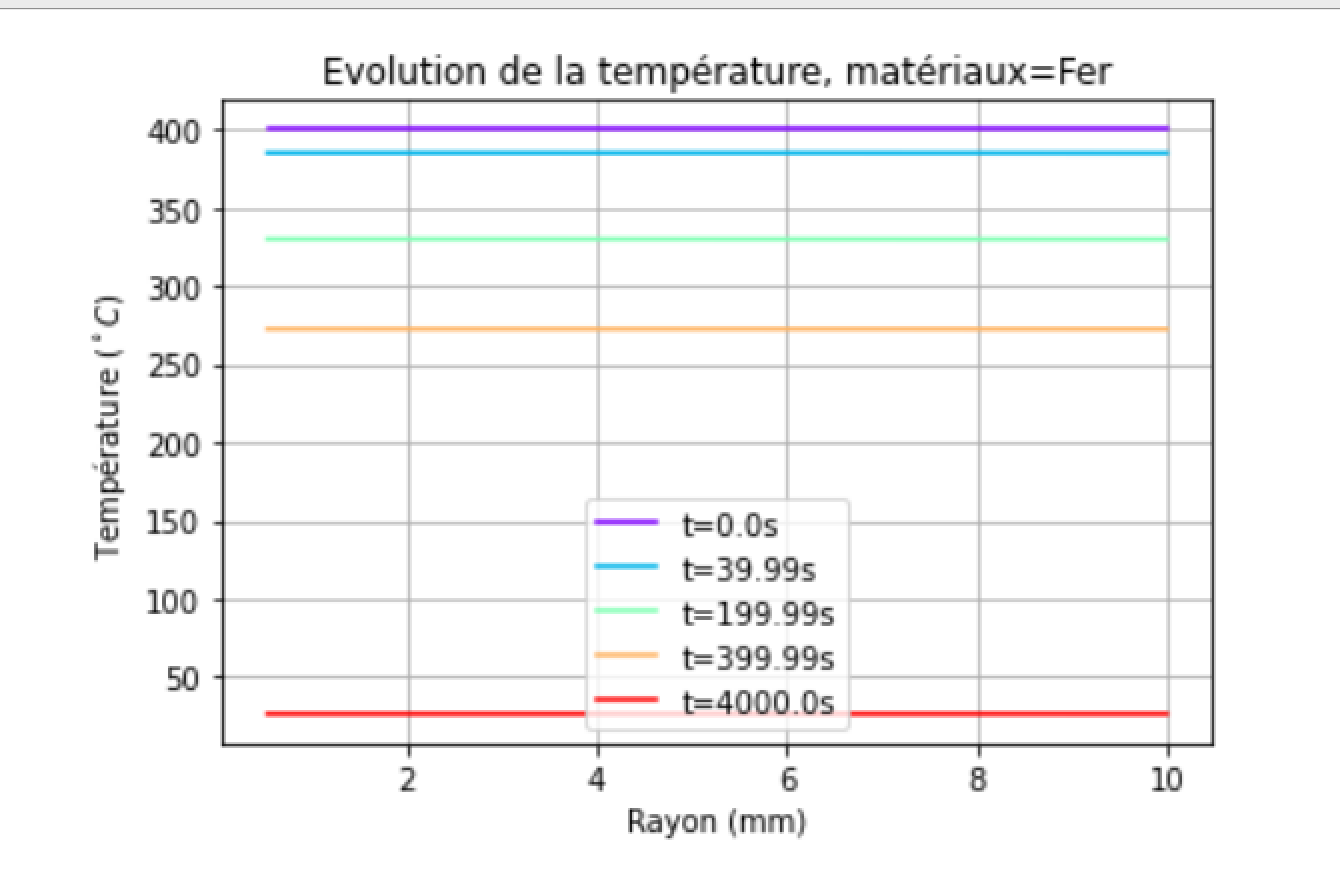 Evolution de la température, matériaux=Fer
400
350
300
250
200
150
100
50
Température (°C)
t=0.0s
t=39.99s
t=199.99s
t=399.99s
t=4000.0s
2 4 6 8 10
Rayon (mm)